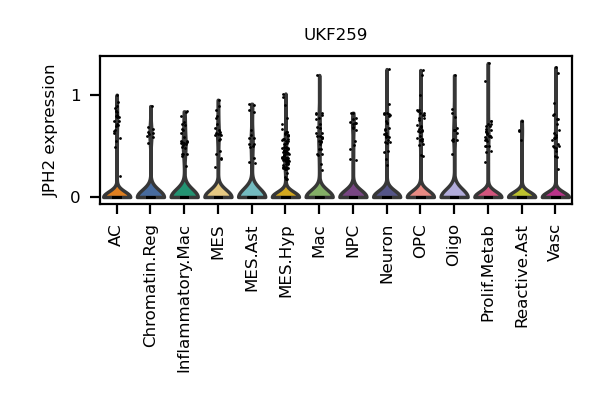 UKF259
JPH2 expression
1
0
AC
Chromatin.Reg
Inflammatory.Mac
MES
MES.Ast
MES.Hyp
Mac
NPC
Neuron
OPC
Oligo
Prolif.Metab
Reactive.Ast
Vasc